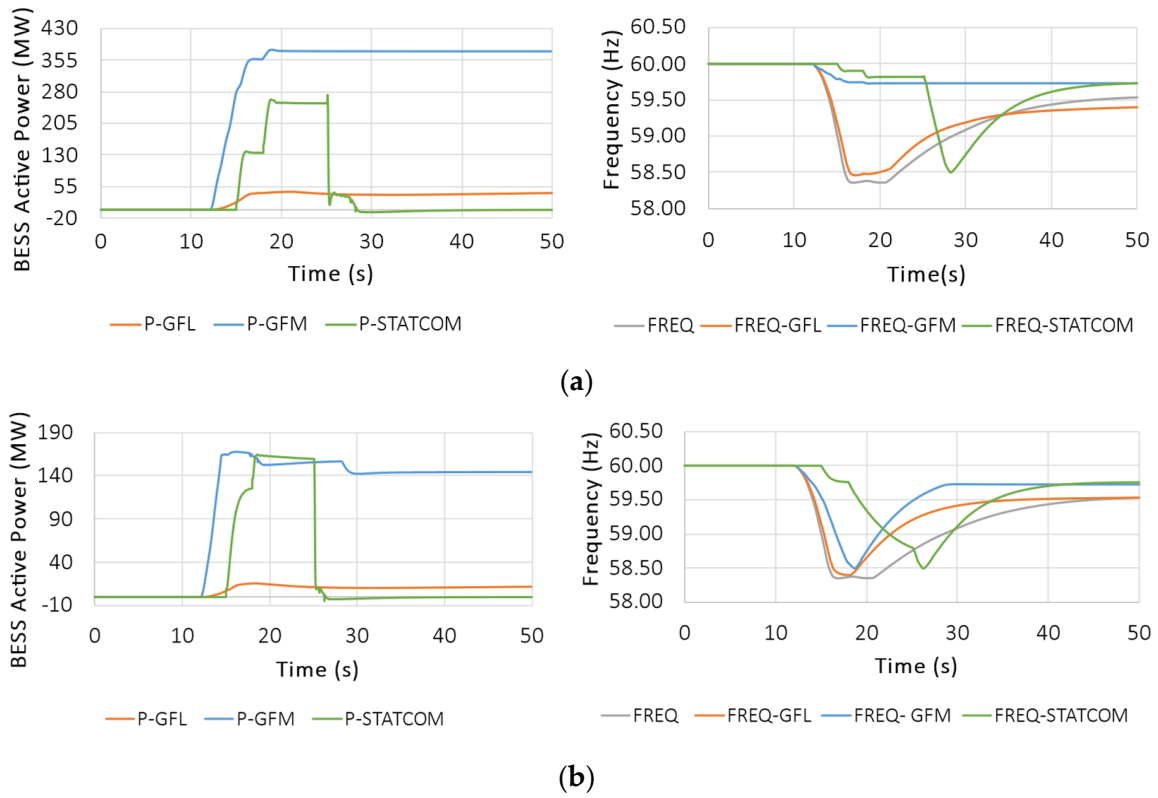 BESS Active Power (MW)
430
355
280
205
130
55
-20
0 10 20 30 40 50
Time (s)
P-GFL P-GFM P-STATCOM
Frequency (Hz)
60.50
60.00
59.50
59.00
58.50
58.00
0 10 20 30 40 50
Time(s)
FREQ FREQ-GFL FREQ-GFM FREQ-STATCOM
(a)
BESS Active Power (MW)
190
140
90
40
-10
0 10 20 30 40 50
Time (s)
P-GFL P-GFM P-STATCOM
Frequency (Hz)
60.50
60.00
59.50
59.00
58.50
58.00
0 10 20 30 40 50
Time (s)
FREQ FREQ-GFL FREQ- GFM FREQ-STATCOM
(b)